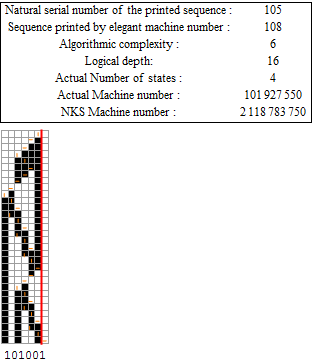 Natural serial number of the printed sequence : 105
Sequence printed by elegant machine number : 108
Algorithmic complexity : 6
Logical depth: 16
Actual Number of states : 4
Actual Machine number : 101 927 550
NKS Machine number : 2 118 783 750
101001